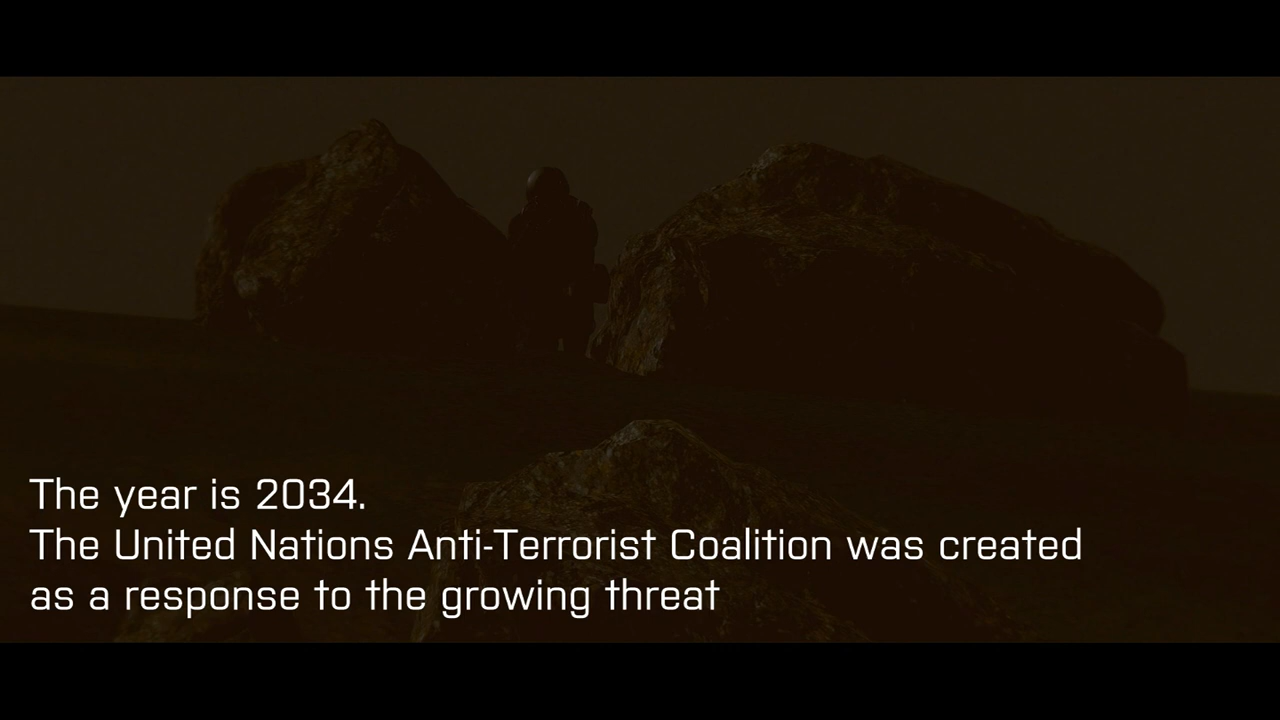 The year is 2034.
The United Nations Anti-Terrorist Coalition was created
as a response to the growing threat